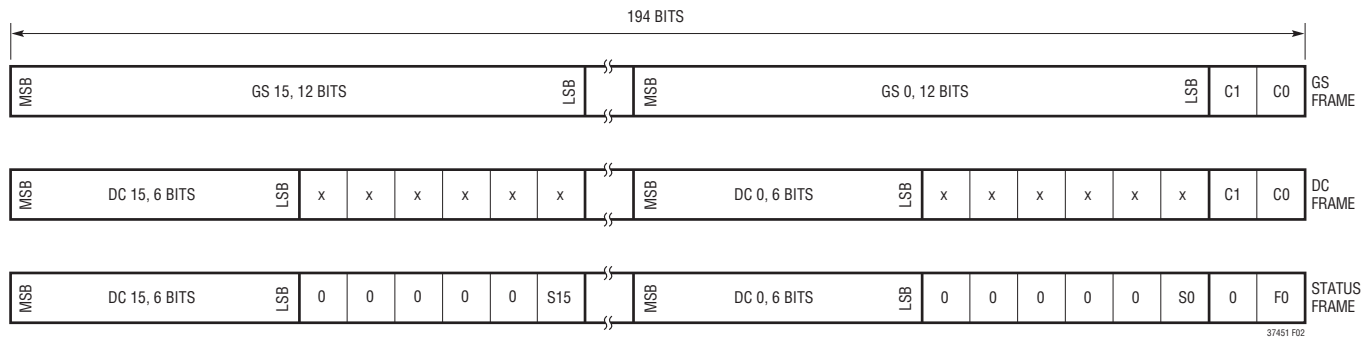 194 BITS
MSB GS 15, 12 BITS LSB MSB GS 0, 12 BITS LSB C1 C0 GS FRAME
MSB DC 15, 6 BITS LSB x x x x x x MSB DC 0, 6 BITS LSB x x x x x x C1 C0 DC FRAME
MSB DC 15, 6 BITS LSB 0 0 0 0 0 S15 MSB DC 0, 6 BITS LSB 0 0 0 0 0 S0 0 F0 STATUS FRAME
37451 F02